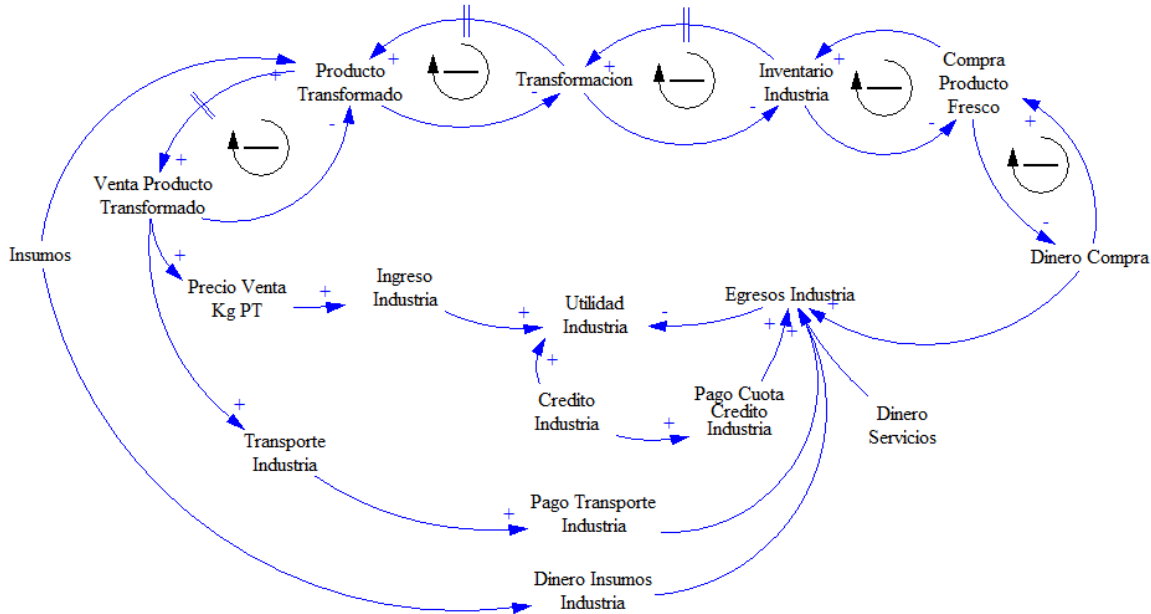 Producto
Transformado
Transformacion
Inventario
Industria
Compra
Producto
Fresco
Venta Producto
Transformado
Insumos
Dinero Compra
Precio Venta
Kg PT
Ingreso
Industria
Utilidad
Industria
Egresos Industria
Credito
Industria
Pago Cuota
Credito
Industria
Dinero
Servicios
Transporte
Industria
Pago Transporte
Industria
Dinero Insumos
Industria